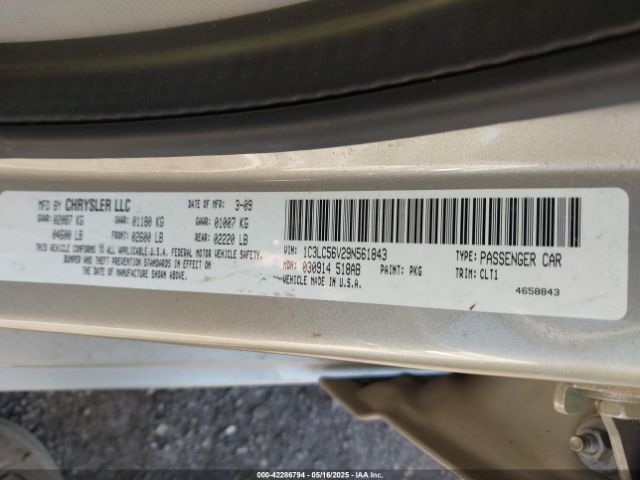 MFD BY CHRYSLER LLC DATE OF MFR: 3-09
GVWR: 02087 KG GAWR: 01180 KG GAWR: 01007 KG
04600 LB FRONT: 02600 LB REAR: 02220 LB
THIS VEHICLE CONFORMS TO ALL APPLICABLE U.S.A. FEDERAL MOTOR VEHICLE SAFETY,
BUMPER AND THEFT PREVENTION STANDARDS IN EFFECT ON
THE DATE OF MANUFACTURE SHOWN ABOVE.
VIN: 1C3LC56V29N561843 TYPE: PASSENGER CAR
MDH: 030914 518AB PAINT: PKG TRIM: CLT1
VEHICLE MADE IN U.S.A. 4658843
000-42286794 - 05/16/2025 - IAAI.COM